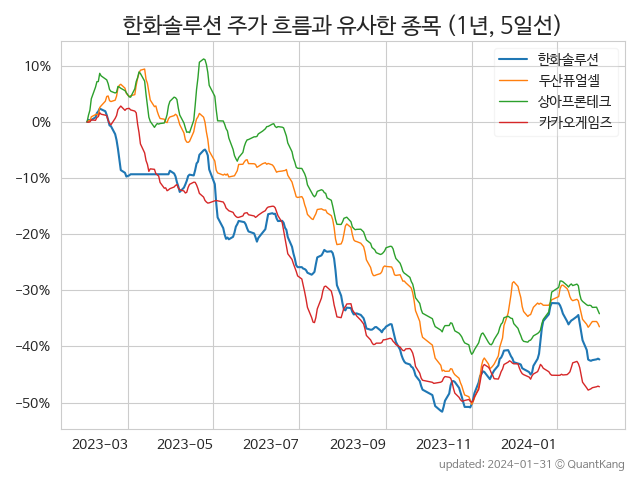 한화솔루션 주가 흐름과 유사한 종목 (1년, 5일선)
한화솔루션
두산퓨얼셀
상아프론테크
카카오게임즈
10%
0%
−10%
−20%
−30%
−40%
−50%
2023-03 2023-05 2023-07 2023-09 2023-11 2024-01
updated: 2024-01-31 © QuantKang